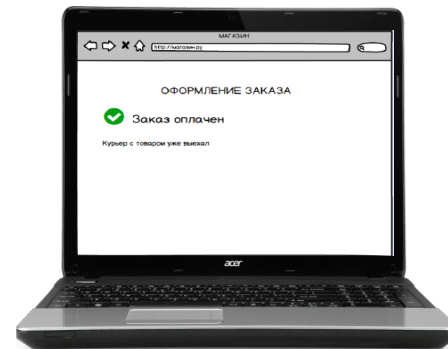 МАГАЗИН
http://магазин.ру
ОФОРМЛЕНИЕ ЗАКАЗА
Заказ оплачен
Курьер с товаром уже выехал
acer